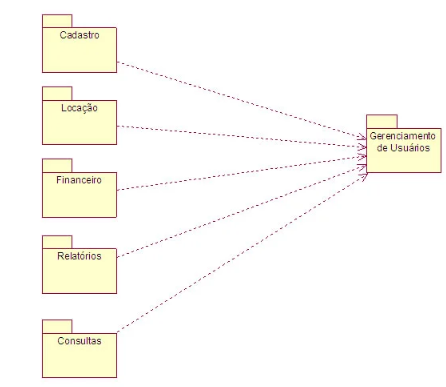 Cadastro
Locação
Gerenciamento
de Usuários
Financeiro
Relatórios
Consultas